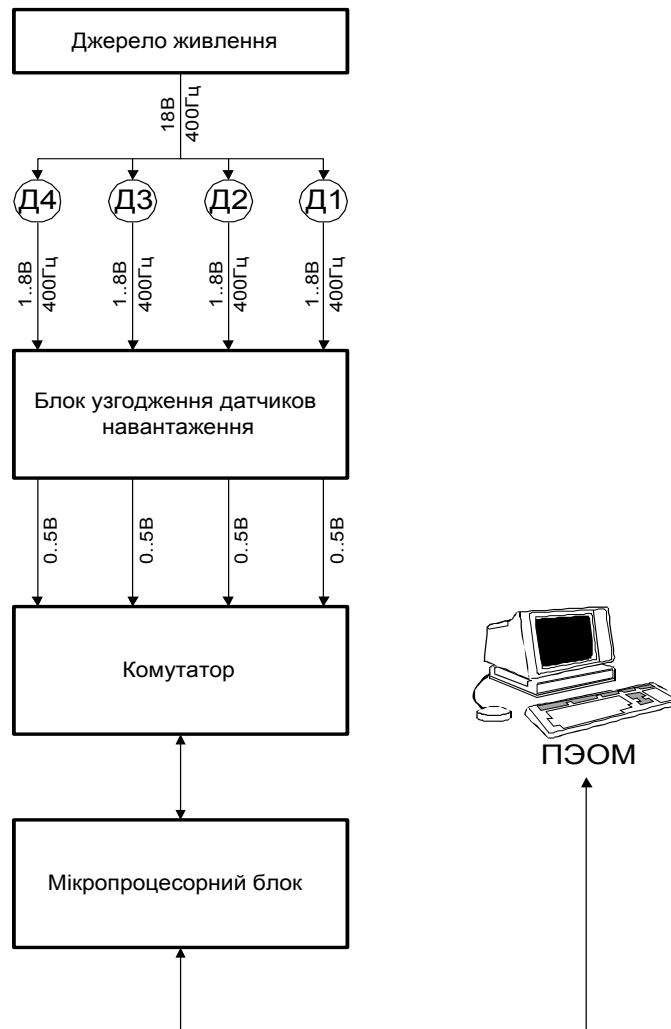 Джерело живлення
18В
400Гц
Д4
Д3
Д2
Д1
1..8В
400Гц
1..8В
400Гц
1..8В
400Гц
1..8В
400Гц
Блок узгодження датчиков
навантаження
0..5В
0..5В
0..5В
0..5В
Комутатор
ПЭОМ
Мікропроцесорний блок